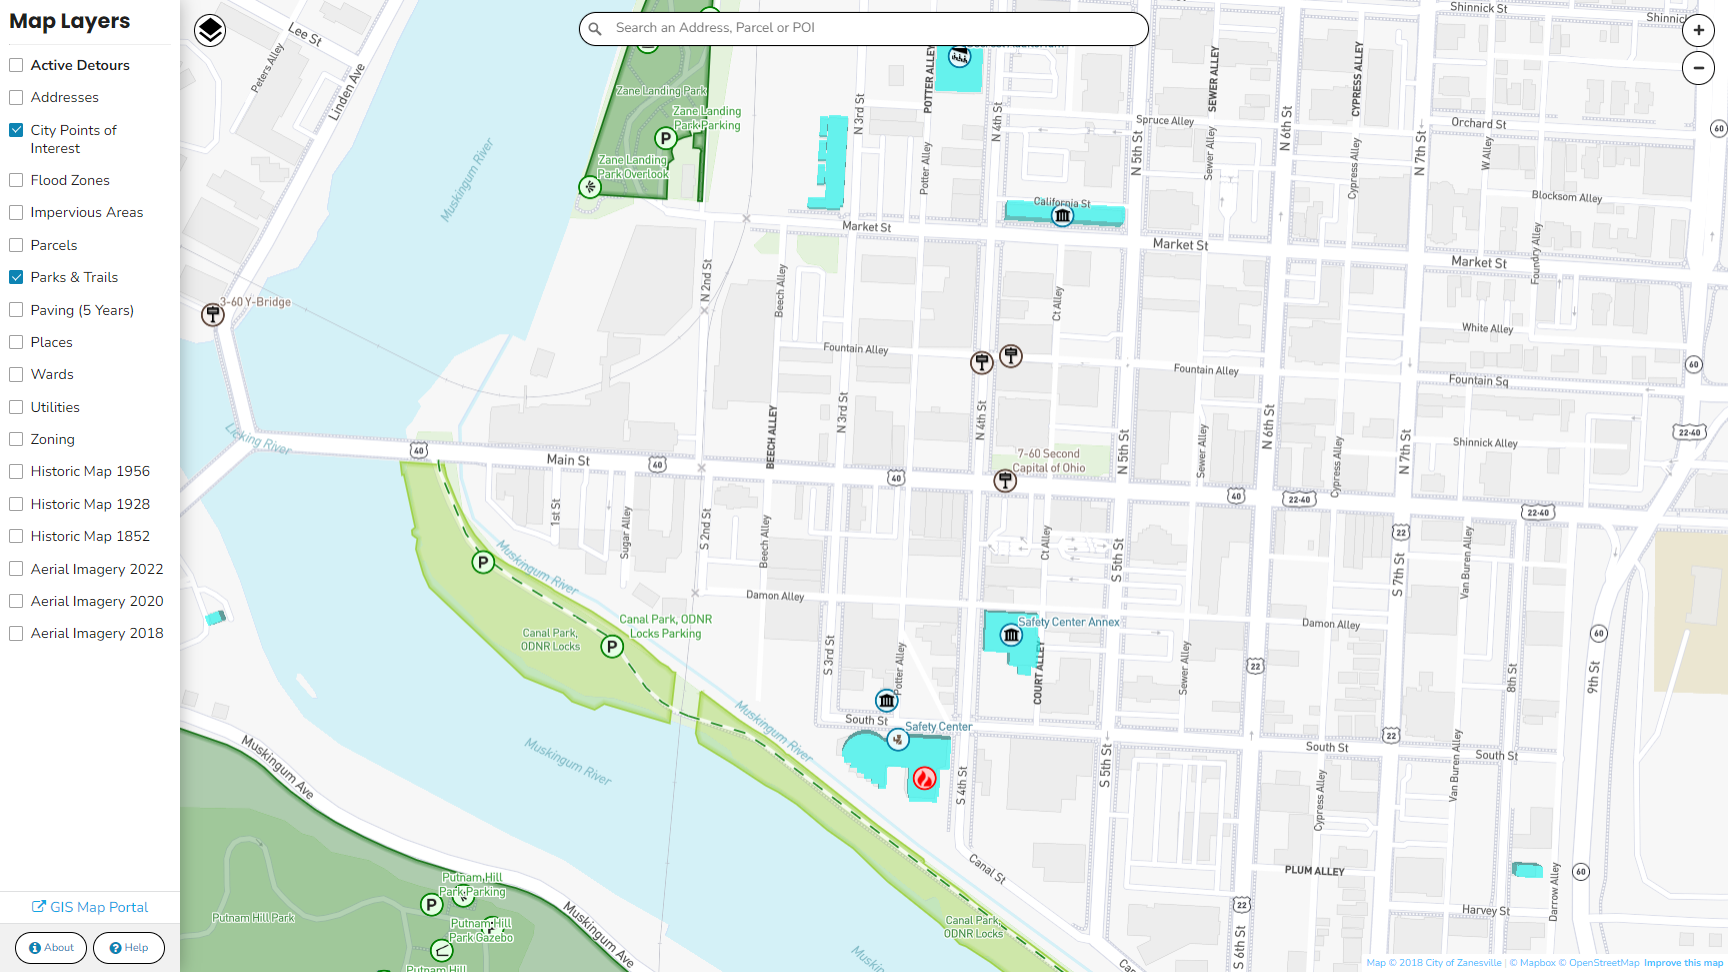 Map Layers
Active Detours
Addresses
City Points of
Interest
Flood Zones
Impervious Areas
Parcels
Parks & Trails
Paving (5 Years)
Places
Wards
Utilities
Zoning
Historic Map 1956
Historic Map 1928
Historic Map 1852
Aerial Imagery 2022
Aerial Imagery 2020
Aerial Imagery 2018
GIS Map Portal
About
Help
Search an Address, Parcel or POI
+
−
Lee St
Peters Alley
Linden Ave
Muskingum River
Zane Landing Park
Zane Landing
Park Parking
P
Zane Landing
Park Overlook
N 3rd St
POTTER ALLEY
Potter Alley
N 4th St
SEWER ALLEY
CYPRESS ALLEY
Shinnick St
Shinnick
Spruce Alley
Sewer Alley
N 5th St
N 6th St
Cypress Alley
N 7th St
Orchard St
W Alley
60
Blocksom Alley
California St
Market St
Market St
Market St
Foundry Alley
3-60 Y-Bridge
N 2nd St
Beech Alley
Ct Alley
Fountain Alley
Fountain Alley
Fountain Sq
White Alley
60
N 3rd St
N 4th St
N 5th St
N 6th St
N 7th St
BEECH ALLEY
Sewer Alley
Cypress Alley
Shinnick Alley
22-40
Licking River
40
Main St
40
40
7-60 Second
Capital of Ohio
40
22-40
22-40
1st St
Sugar Alley
S 2nd St
Beech Alley
Ct Alley
S 5th St
22
S 7th St
Van Buren Alley
Muskingum River
P
Damon Alley
Damon Alley
Canal Park, ODNR
Locks Parking
Canal Park,
ODNR Locks
P
Safety Center Annex
60
S 3rd St
Potter Alley
COURT ALLEY
Sewer Alley
22
8th St
9th St
Muskingum River
Muskingum River
South St
Safety Center
South St
South St
22
S 4th St
S 5th St
Cypress Alley
Van Buren Alley
Muskingum Ave
Canal St
PLUM ALLEY
60
Darrow Alley
Putnam Hill
Park Parking
P
Putnam Hill Park
Putnam Hill
Park Gazebo
Putnam Hill
Muskingum Ave
Canal Park,
ODNR Locks
22
S 6th St
Harvey St
Map © 2018 City of Zanesville | © Mapbox © OpenStreetMap Improve this map